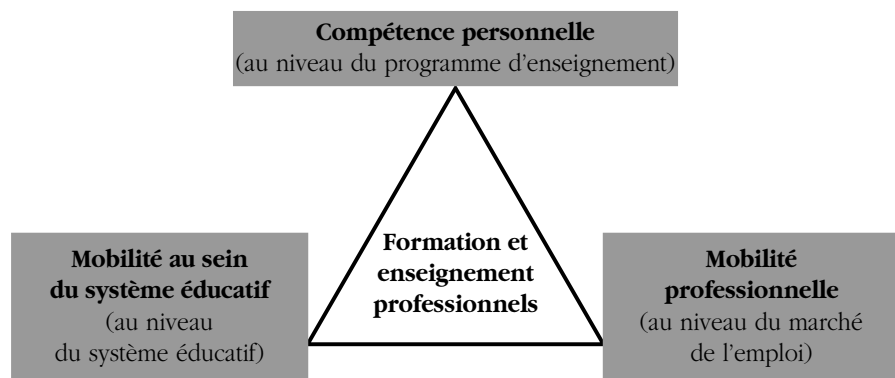 Compétence personnelle
(au niveau du programme d'enseignement)
Formation et
enseignement
professionnels
Mobilité au sein
du système éducatif
(au niveau
du système éducatif)
Mobilité
professionnelle
(au niveau du marché
de l'emploi)